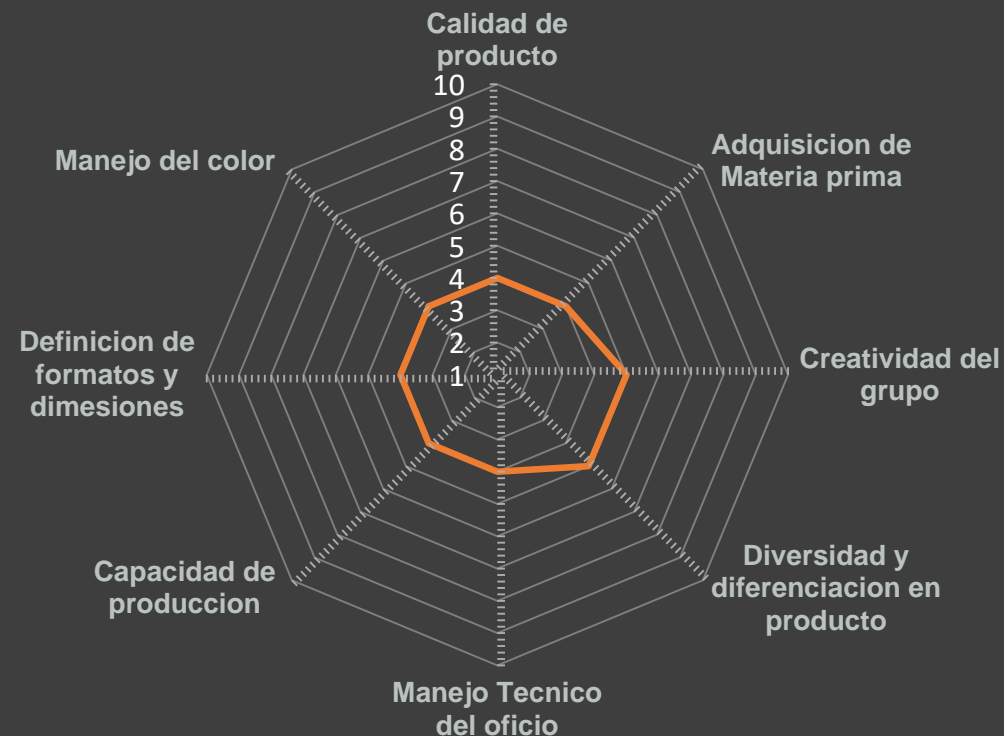 Calidad de
producto
10
9
8
7
6
5
4
3
2
1
Adquisicion de
Materia prima
Creatividad del
grupo
Diversidad y
diferenciacion en
producto
Manejo Tecnico
del oficio
Capacidad de
produccion
Definicion de
formatos y
dimesiones
Manejo del color